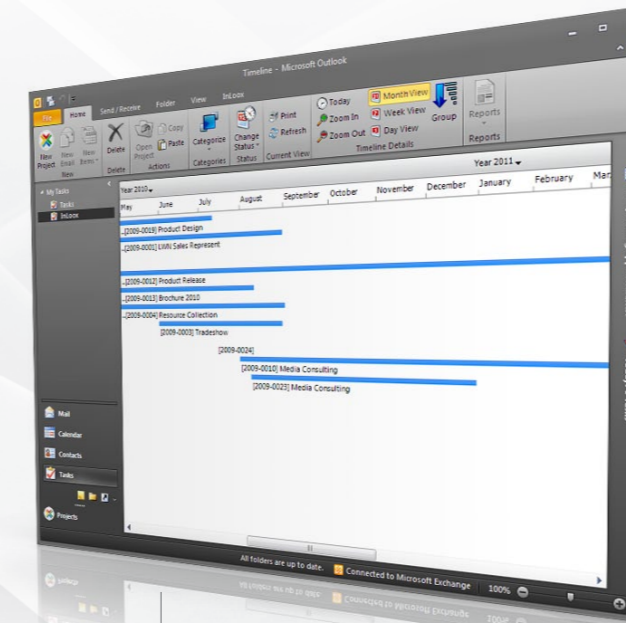 Timeline - Microsoft Outlook
File
Home
Send / Receive
Folder
View
InLoox
New Project
New Email
New Items
New
Delete
Delete
Open Project
Copy
Paste
Actions
Categorize
Categories
Change Status
Status
Print
Refresh
Current View
Today
Zoom In
Zoom Out
Month View
Week View
Day View
Timeline Details
Group
Reports
Reports
My Tasks
Tasks
InLoox
Year 2010
Year 2011
May June July August September October November December January February Mar
...[2009-0019] Product Design
...[2009-0001] LWN Sales Represent
...[2009-0012] Product Release
...[2009-0013] Brochure 2010
...[2009-0004] Resource Collection
[2009-0003] Tradeshow
[2009-0024]
[2009-0010] Media Consulting
[2009-0023] Media Consulting
Mail
Calendar
Contacts
Tasks
Projects
All folders are up to date.
Connected to Microsoft Exchange
100%